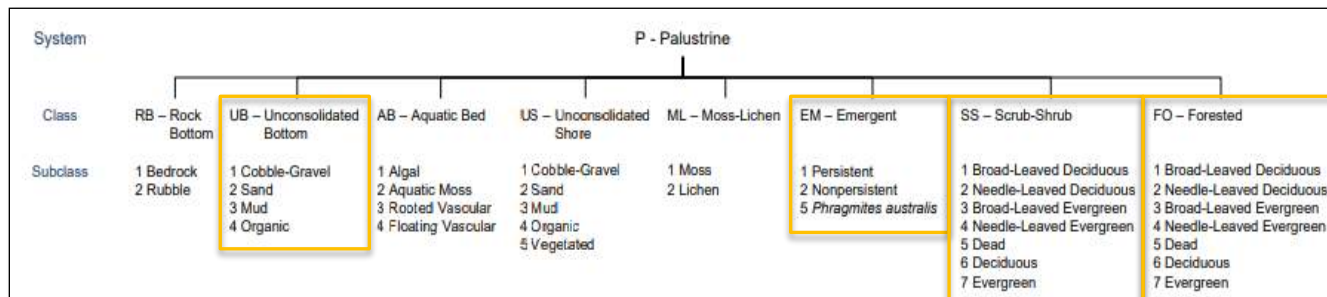 System
P - Palustrine
Class
RB – Rock Bottom
UB – Unconsolidated Bottom
AB – Aquatic Bed
US – Unconsolidated Shore
ML – Moss-Lichen
EM – Emergent
SS – Scrub-Shrub
FO – Forested
Subclass
1 Bedrock
2 Rubble
1 Cobble-Gravel
2 Sand
3 Mud
4 Organic
1 Algal
2 Aquatic Moss
3 Rooted Vascular
4 Floating Vascular
1 Cobble-Gravel
2 Sand
3 Mud
4 Organic
5 Vegetated
1 Moss
2 Lichen
1 Persistent
2 Nonpersistent
5 Phragmites australis
1 Broad-Leaved Deciduous
2 Needle-Leaved Deciduous
3 Broad-Leaved Evergreen
4 Needle-Leaved Evergreen
5 Dead
6 Deciduous
7 Evergreen
1 Broad-Leaved Deciduous
2 Needle-Leaved Deciduous
3 Broad-Leaved Evergreen
4 Needle-Leaved Evergreen
5 Dead
6 Deciduous
7 Evergreen